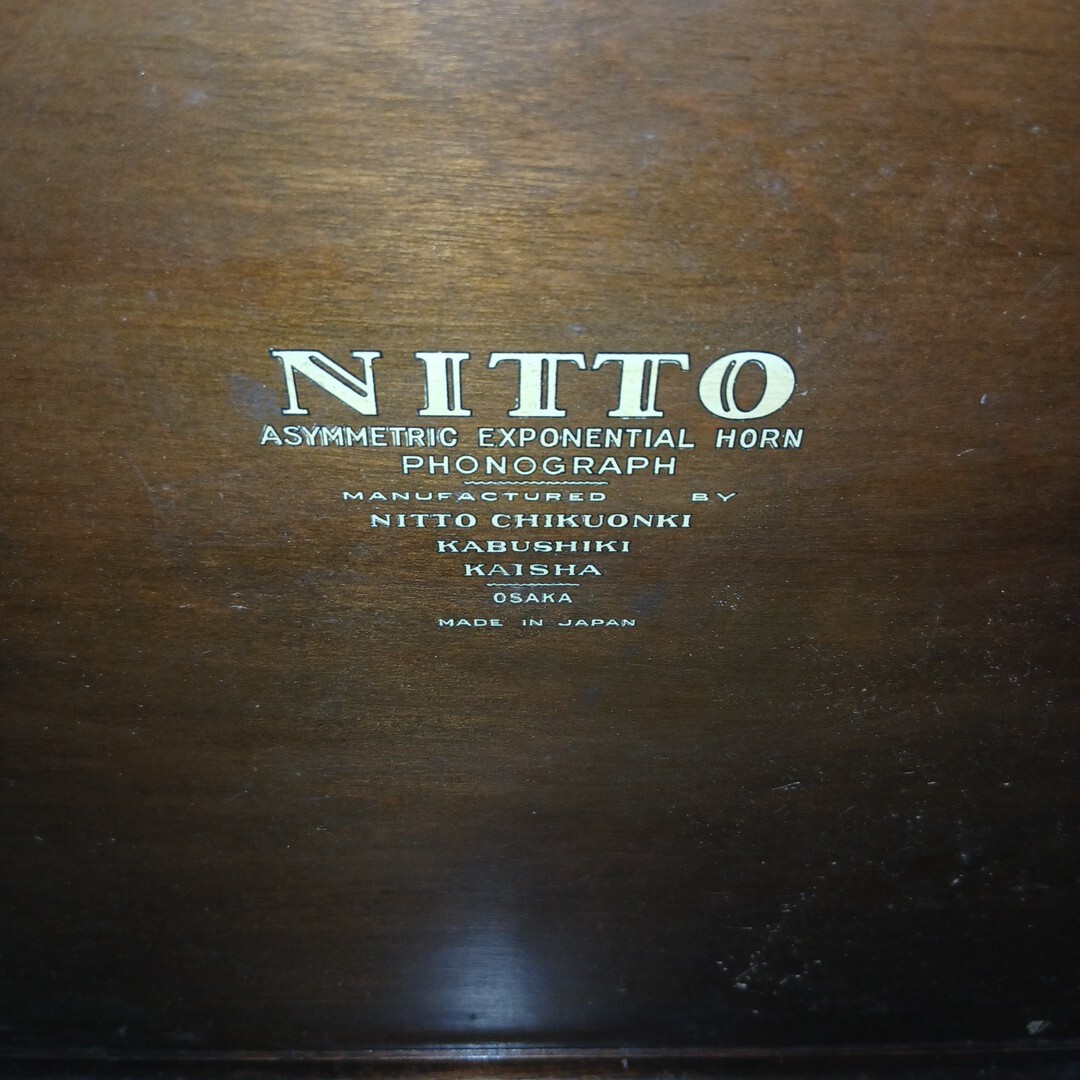 NITTO
ASYMMETRIC EXPONENTIAL HORN
PHONOGRAPH
MANUFACTURED BY
NITTO CHIKUONKI
KABUSHIKI
KAISHA
OSAKA
MADE IN JAPAN